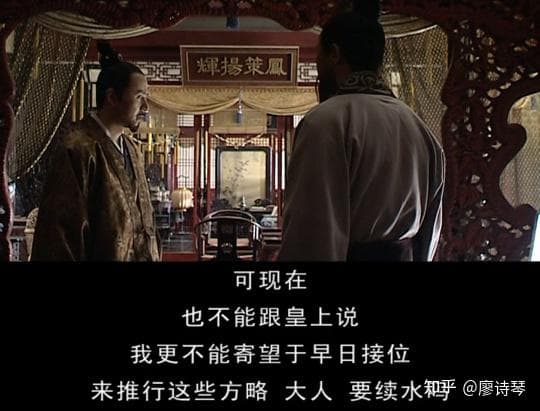 鳳 揚輝
可现在
也不能跟皇上说
我更不能寄望于早日接位
来推行这些方略 大人 要续水吗
知乎 @廖诗琴